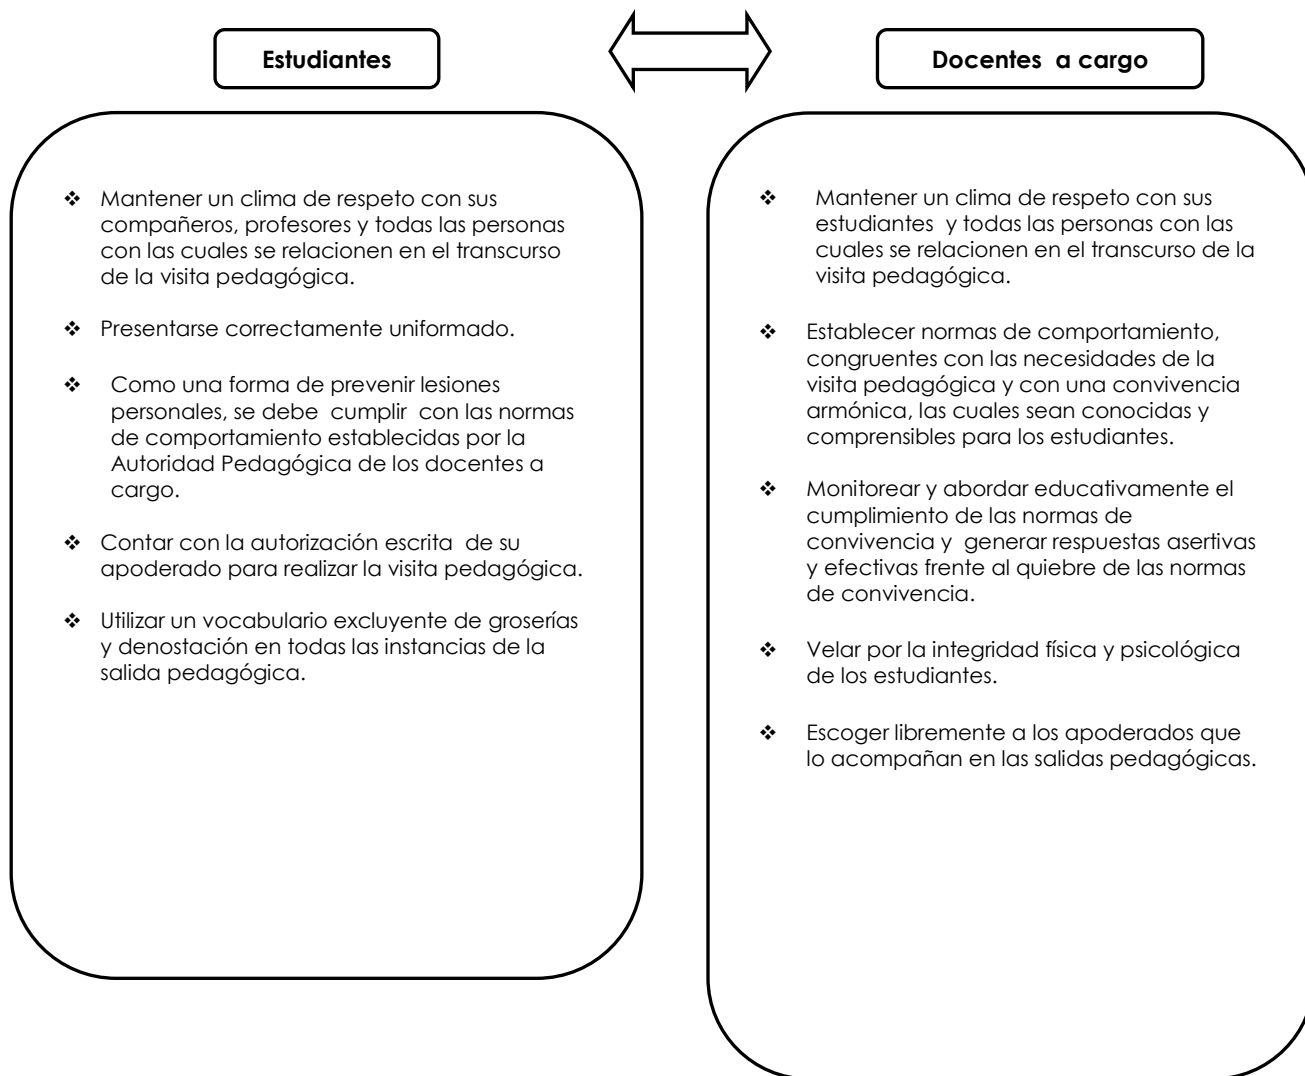 Estudiantes
❖ Mantener un clima de respeto con sus
compañeros, profesores y todas las personas
con las cuales se relacionen en el transcurso
de la visita pedagógica.
❖ Presentarse correctamente uniformado.
❖ Como una forma de prevenir lesiones
personales, se debe cumplir con las normas
de comportamiento establecidas por la
Autoridad Pedagógica de los docentes a
cargo.
❖ Contar con la autorización escrita de su
apoderado para realizar la visita pedagógica.
❖ Utilizar un vocabulario excluyente de groserías
y denostación en todas las instancias de la
salida pedagógica.
Docentes a cargo
❖ Mantener un clima de respeto con sus
estudiantes y todas las personas con las
cuales se relacionen en el transcurso de la
visita pedagógica.
❖ Establecer normas de comportamiento,
congruentes con las necesidades de la
visita pedagógica y con una convivencia
armónica, las cuales sean conocidas y
comprensibles para los estudiantes.
❖ Monitorear y abordar educativamente el
cumplimiento de las normas de
convivencia y generar respuestas asertivas
y efectivas frente al quiebre de las normas
de convivencia.
❖ Velar por la integridad física y psicológica
de los estudiantes.
❖ Escoger libremente a los apoderados que
lo acompañan en las salidas pedagógicas.